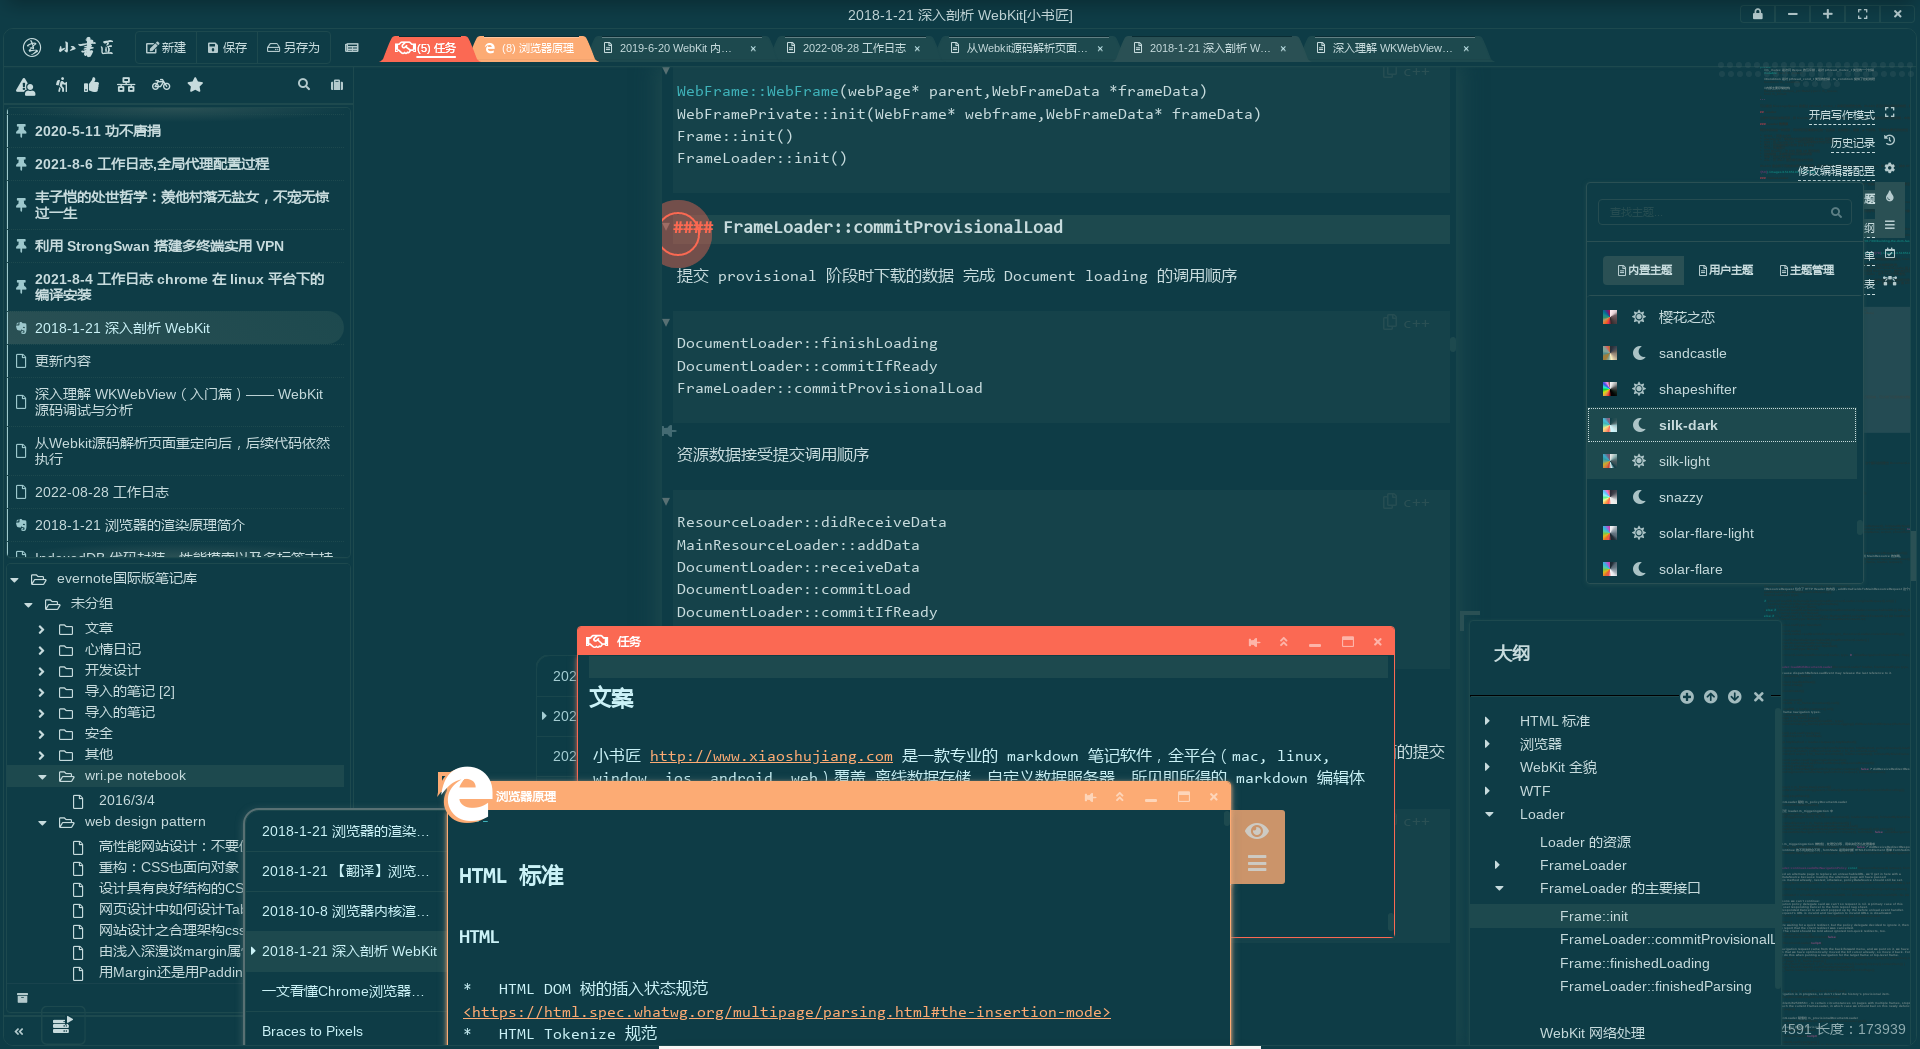 2018-1-21 深入剖析 WebKit[小书匠]
小書匠
新建
保存
另存为
(5) 任务
(8) 浏览器原理
2019-6-20 WebKit 内...
2022-08-28 工作日志
从Webkit源码解析页面...
2018-1-21 深入剖析 W...
深入理解 WKWebView...
2020-5-11 功不唐捐
2021-8-6 工作日志,全局代理配置过程
丰子恺的处世哲学：羡他村落无盐女，不宠无惊
过一生
利用 StrongSwan 搭建多终端实用 VPN
2021-8-4 工作日志 chrome 在 linux 平台下的
编译安装
2018-1-21 深入剖析 WebKit
更新内容
深入理解 WKWebView（入门篇）—— WebKit
源码调试与分析
从Webkit源码解析页面重定向后，后续代码依然
执行
2022-08-28 工作日志
2018-1-21 浏览器的渲染原理简介
evernote国际版笔记库
未分组
文章
心情日记
开发设计
导入的笔记 [2]
导入的笔记
安全
其他
wri.pe notebook
2016/3/4
web design pattern
高性能网站设计：不要使
重构：CSS也面向对象
设计具有良好结构的CS
网页设计中如何设计Tab
网站设计之合理架构css
由浅入深漫谈margin属
用Margin还是用Paddin
c++
WebFrame::WebFrame(webPage* parent,WebFrameData *frameData)
WebFramePrivate::init(WebFrame* webframe,WebFrameData* frameData)
Frame::init()
FrameLoader::init()
#### FrameLoader::commitProvisionalLoad
提交 provisional 阶段时下载的数据 完成 Document loading 的调用顺序
c++
DocumentLoader::finishLoading
DocumentLoader::commitIfReady
FrameLoader::commitProvisionalLoad
资源数据接受提交调用顺序
c++
ResourceLoader::didReceiveData
MainResourceLoader::addData
DocumentLoader::receiveData
DocumentLoader::commitLoad
DocumentLoader::commitIfReady
的提交
c++
202
202
202
任务
文案
小书匠 http://www.xiaoshujiang.com 是一款专业的 markdown 笔记软件，全平台（mac, linux,
window, ios, android, web）覆盖 离线数据存储 自定义数据服务器 所见即所得的 markdown 编辑体
浏览器原理
2018-1-21 浏览器的渲染...
2018-1-21 【翻译】浏览...
2018-10-8 浏览器内核渲...
2018-1-21 深入剖析 WebKit
一文看懂Chrome浏览器...
Braces to Pixels
HTML 标准
HTML
* HTML DOM 树的插入状态规范
<https://html.spec.whatwg.org/multipage/parsing.html#the-insertion-mode>
* HTML Tokenize 规范
开启写作模式
历史记录
修改编辑器配置
题
纲
单
表
查找主题...
内置主题
用户主题
主题管理
樱花之恋
sandcastle
shapeshifter
silk-dark
silk-light
snazzy
solar-flare-light
solar-flare
大纲
HTML 标准
浏览器
WebKit 全貌
WTF
Loader
Loader 的资源
FrameLoader
FrameLoader 的主要接口
Frame::init
FrameLoader::commitProvisionalL
Frame::finishedLoading
FrameLoader::finishedParsing
WebKit 网络处理
4591 长度：173939